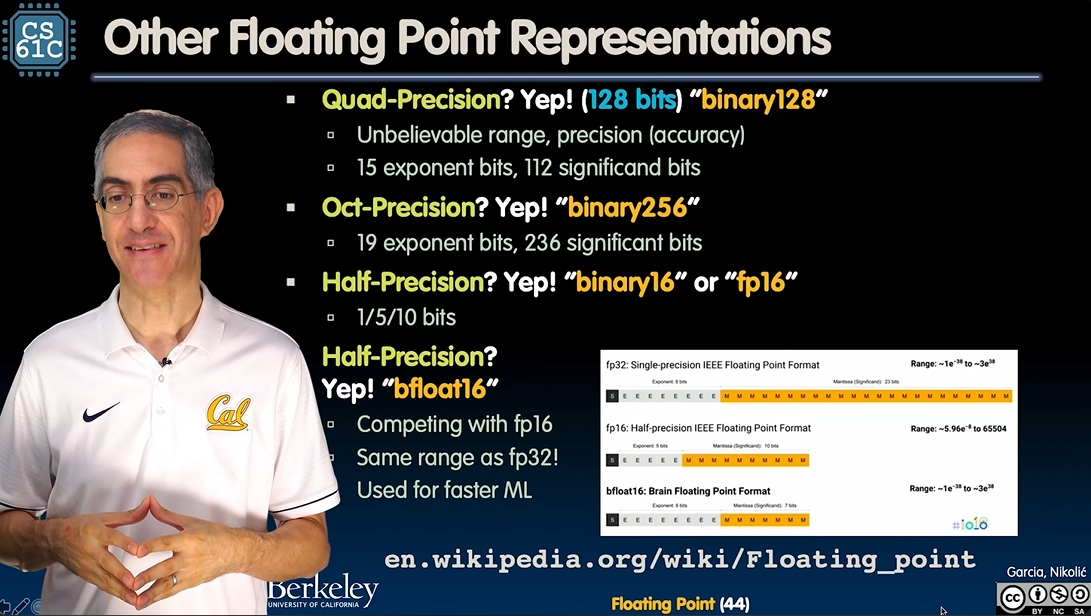 CS
61C
Other Floating Point Representations
Quad-Precision? Yep! (128 bits) "binary128"
Unbelievable range, precision (accuracy)
15 exponent bits, 112 significand bits
Oct-Precision? Yep! "binary256"
19 exponent bits, 236 significant bits
Half-Precision? Yep! "binary16" or "fp16"
1/5/10 bits
Half-Precision?
Yep! "bfloat16"
Competing with fp16
Same range as fp32!
Used for faster ML
fp32: Single-precision IEEE Floating Point Format Range: ~1e⁻³⁸ to ~3e³⁸
Exponent: 8 bits Mantissa (Significand): 23 bits
S E E E E E E E E M M M M M M M M M M M M M M M M M M M M M M M
fp16: Half-precision IEEE Floating Point Format Range: ~5.96e⁻⁸ to 65504
Exponent: 5 bits Mantissa (Significand): 10 bits
S E E E E E M M M M M M M M M M
bfloat16: Brain Floating Point Format Range: ~1e⁻³⁸ to ~3e³⁸
Exponent: 8 bits Mantissa (Significand): 7 bits
S E E E E E E E E M M M M M M M
#io18
Cal
en.wikipedia.org/wiki/Floating_point
Berkeley
UNIVERSITY OF CALIFORNIA
Floating Point (44)
Garcia, Nikolić
cc
BY NC SA